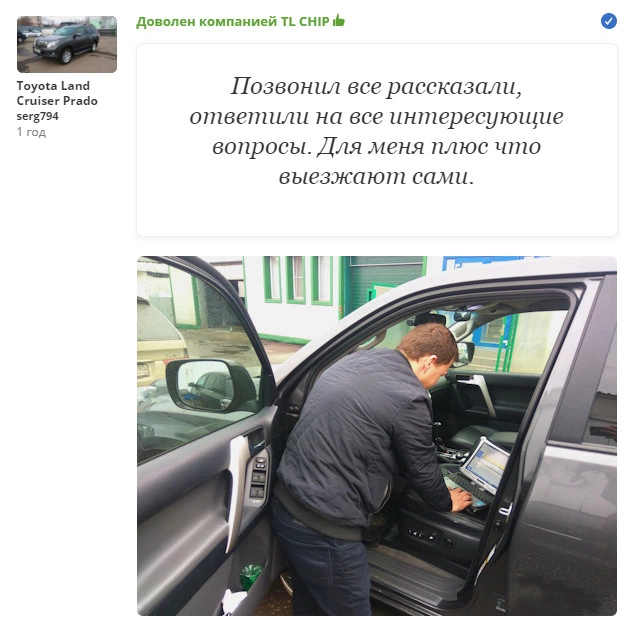 Доволен компанией TL CHIP
Toyota Land
Cruiser Prado
serg794
1 год
Позвонил все рассказали,
ответили на все интересующие
вопросы. Для меня плюс что
выезжают сами.